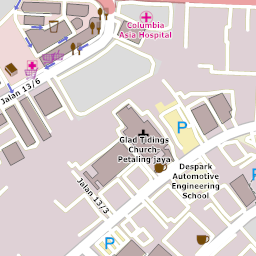 Columbia
Asia Hospital
Jalan 13/6
P
Glad Tidings
Church-
Petaling jaya
Despark
Automotive
Engineering
School
Jalan 13/3
P
P